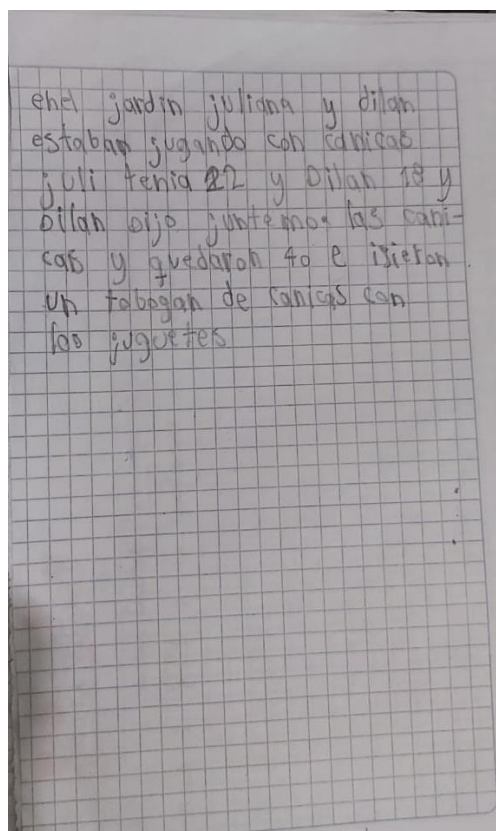 enel jardin juliana y dilan
estaban jugando con canicas
juli tenia 22 y Dilan 18 y
Dilan Dijo juntemos las cani-
cas y quedaron 40 e isieron
un tobogan de canicas con
los juguetes